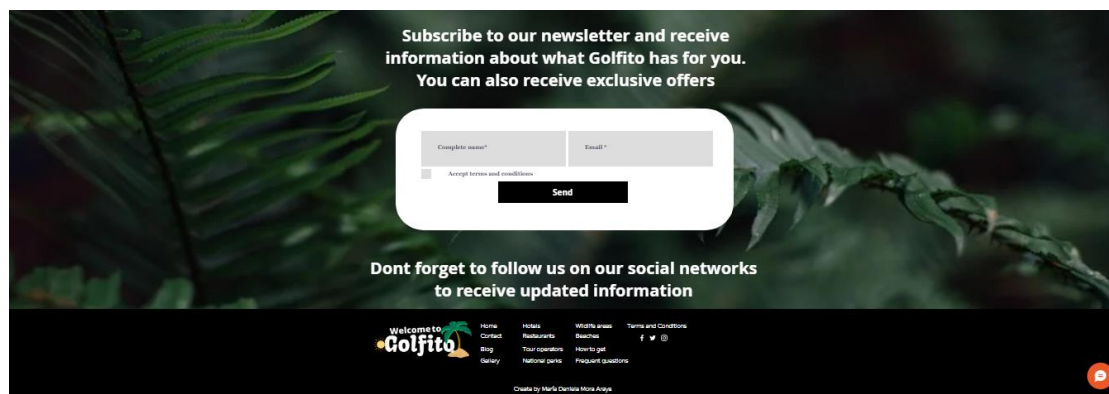 Subscribe to our newsletter and receive
information about what Golfito has for you.
You can also receive exclusive offers
Complete name*
Email *
Accept terms and conditions
Send
Dont forget to follow us on our social networks
to receive updated information
Welcome to
Golfito
Home
Contact
Blog
Gallery
Hotels
Restaurants
Tour operators
National parks
Wildlife areas
Beaches
How to get
Frequent questions
Terms and Conditions
Create by María Daniela Mora Araya